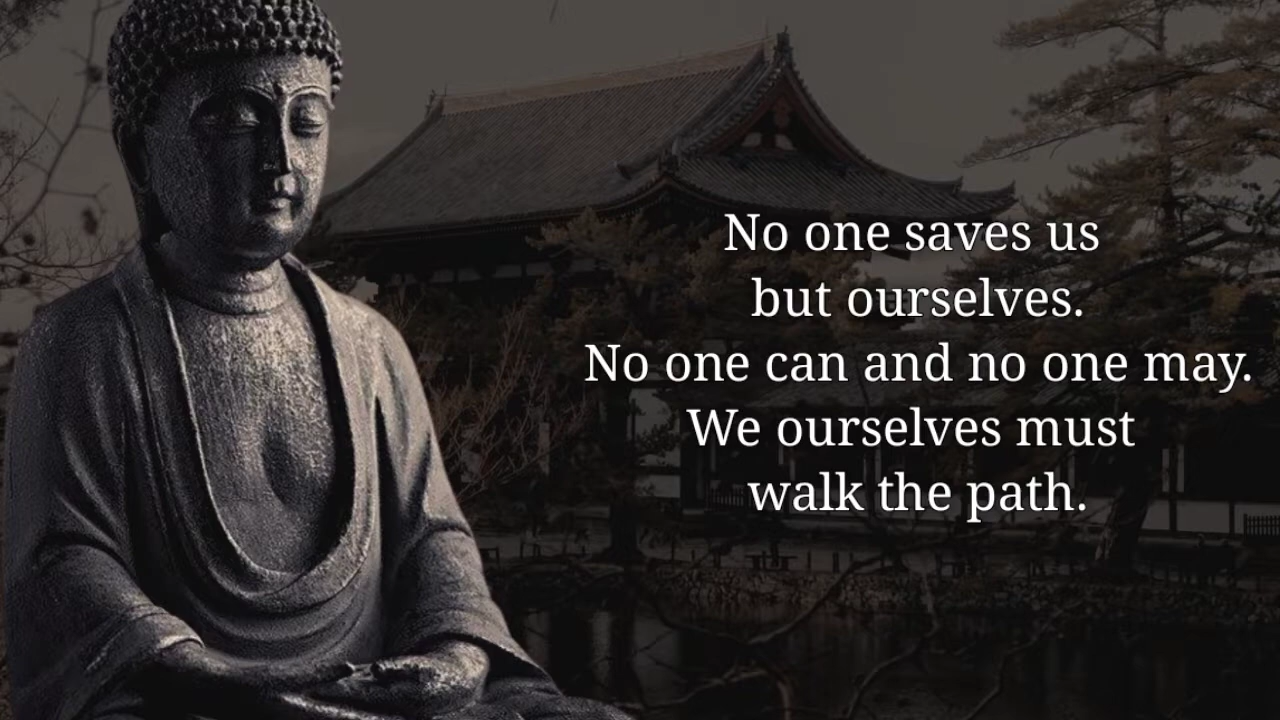 No one saves us
but ourselves.
No one can and no one may.
We ourselves must
walk the path.